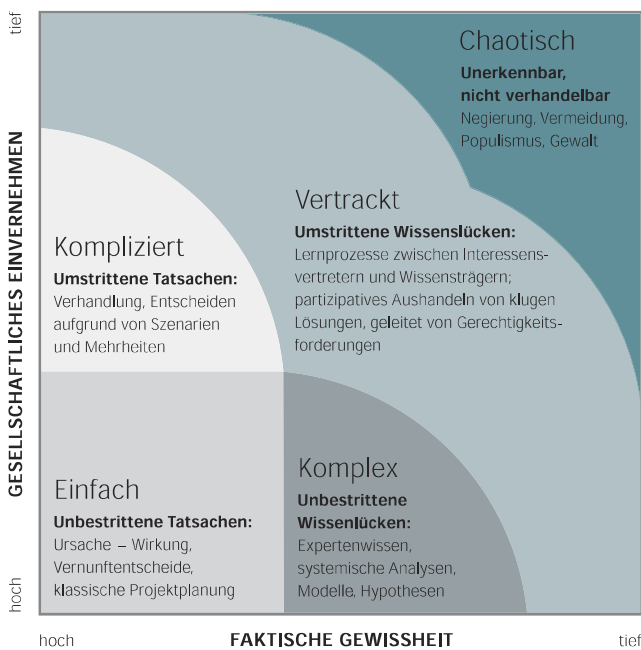 tief
Chaotisch
Unerkennbar,
nicht verhandelbar
Negierung, Vermeidung,
Populismus, Gewalt
GESELLSCHAFTLICHES EINVERNEHMEN
Vertrackt
Umstrittene Wissenslücken:
Lernprozesse zwischen Interessens-
vertretern und Wissensträgern;
partizipatives Aushandeln von klugen
Lösungen, geleitet von Gerechtigkeits-
forderungen
Kompliziert
Umstrittene Tatsachen:
Verhandlung, Entscheiden
aufgrund von Szenarien
und Mehrheiten
Einfach
Unbestrittene Tatsachen:
Ursache – Wirkung,
Vernunftentscheide,
klassische Projektplanung
Komplex
Unbestrittene
Wissenlücken:
Expertenwissen,
systemische Analysen,
Modelle, Hypothesen
hoch
hoch
FAKTISCHE GEWISSHEIT
tief